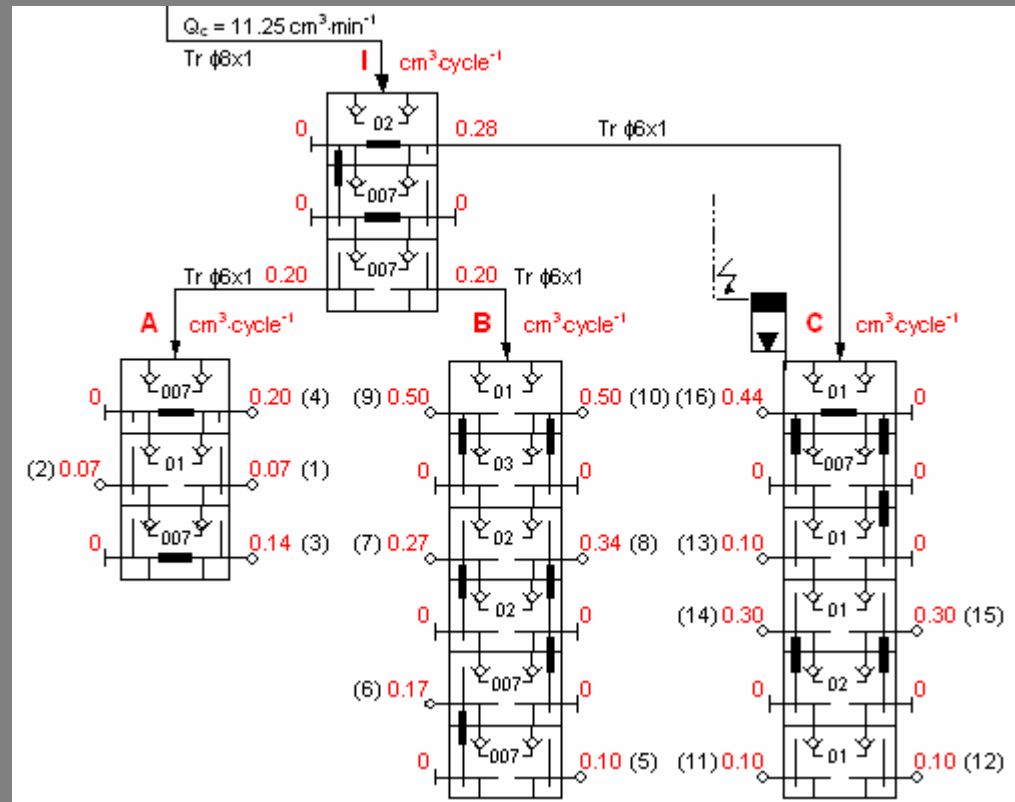 Qc = 11.25 cm³·min⁻¹
Tr ϕ8x1 I cm³·cycle⁻¹
02
0 0.28 Tr ϕ6x1
007
0 0
007
Tr ϕ6x1 0.20 0.20 Tr ϕ6x1
A cm³·cycle⁻¹ B cm³·cycle⁻¹ C cm³·cycle⁻¹
007 01 01
0 0.20 (4) (9) 0.50 0.50 (10) (16) 0.44 0
01 03 007
(2) 0.07 0.07 (1) 0 0 0 0
007 02 01
0 0.14 (3) (7) 0.27 0.34 (8) (13) 0.10 0
02 01
0 0 (14) 0.30 0.30 (15)
007 02
(6) 0.17 0 0 0
007 01
0 0.10 (5) (11) 0.10 0.10 (12)